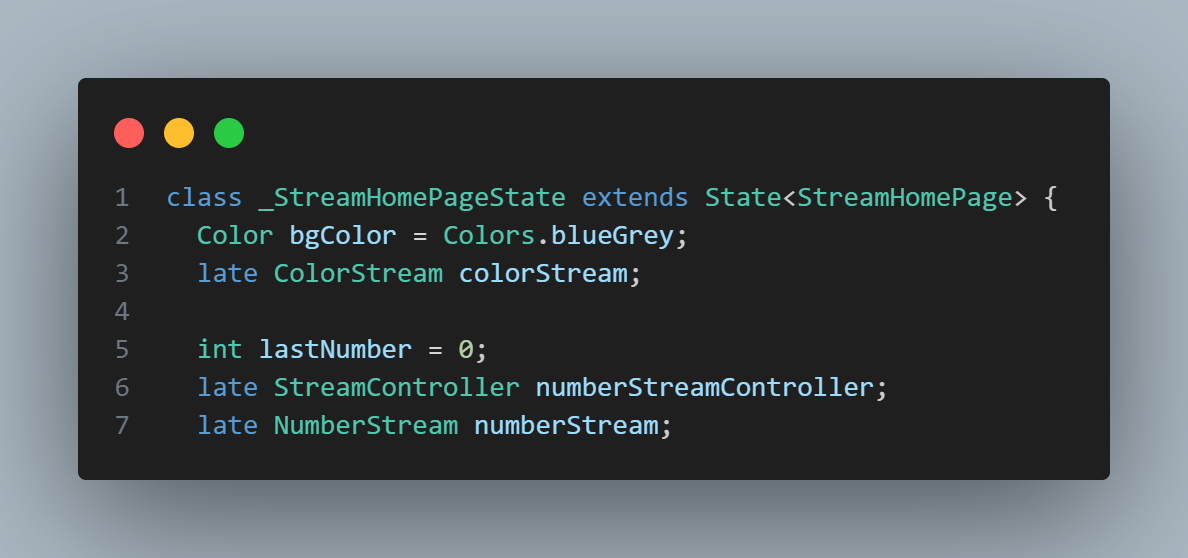 1 class _StreamHomePageState extends State<StreamHomePage> {
2   Color bgColor = Colors.blueGrey;
3   late ColorStream colorStream;
4
5   int lastNumber = 0;
6   late StreamController numberStreamController;
7   late NumberStream numberStream;